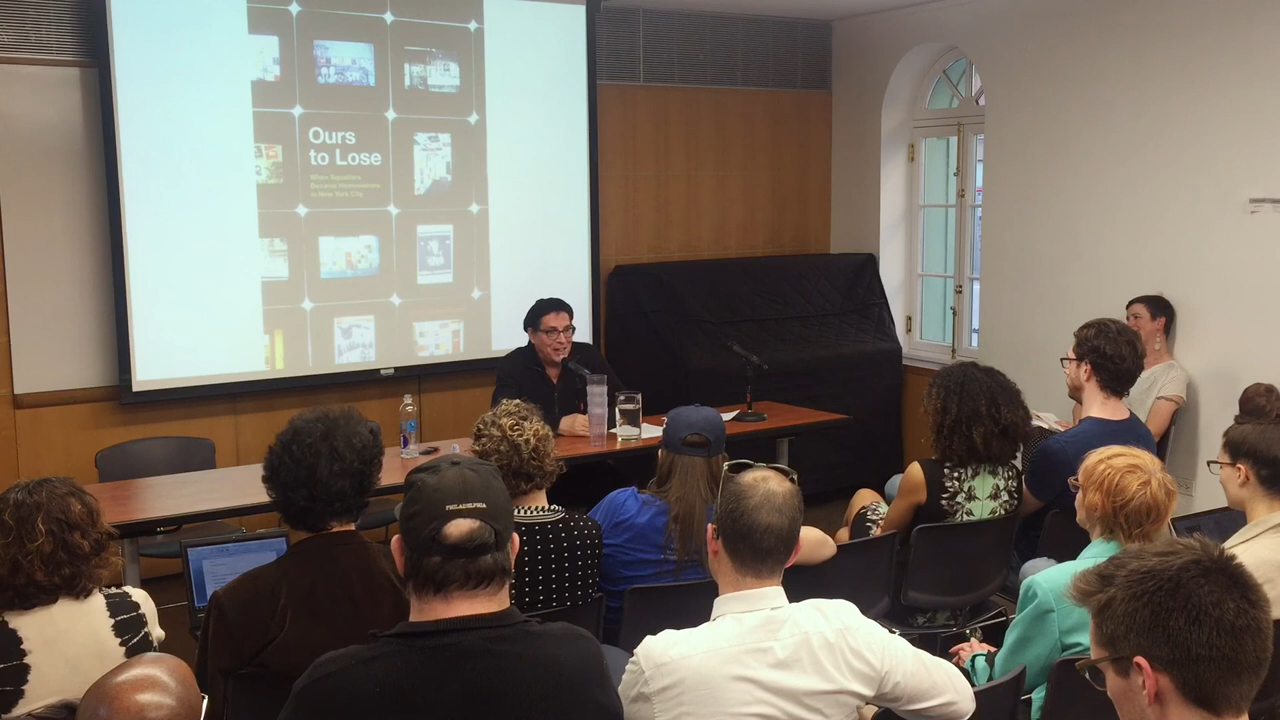 Ours
to Lose
When Squatters
Became Homeowners
in New York City
PHILADELPHIA